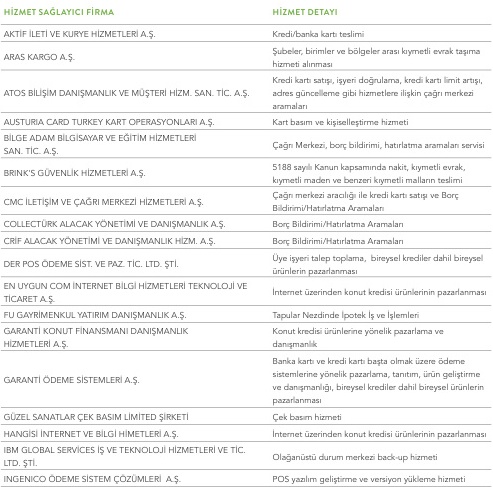 HİZMET SAĞLAYICI FİRMA
HİZMET DETAYI
AKTİF İLETİ VE KURYE HİZMETLERİ A.Ş.
Kredi/banka kartı teslimi
ARAS KARGO A.Ş.
Şubeler, birimler ve bölgeler arası kıymetli evrak taşıma
hizmeti alınması
ATOS BİLİŞİM DANIŞMANLIK VE MÜŞTERİ HİZM. SAN. TİC. A.Ş.
Kredi kartı satışı, işyeri doğrulama, kredi kartı limit artışı,
adres güncelleme gibi hizmetlere ilişkin çağrı merkezi
aramaları
AUSTURIA CARD TURKEY KART OPERASYONLARI A.Ş.
Kart basım ve kişiselleştirme hizmeti
BİLGE ADAM BİLGİSAYAR VE EĞİTİM HİZMETLERİ
SAN. TİC. A.Ş.
Çağrı Merkezi, borç bildirimi, hatırlatma aramaları servisi
BRINK'S GÜVENLİK HİZMETLERİ A.Ş.
5188 sayılı Kanun kapsamında nakit, kıymetli evrak,
kıymetli maden ve benzeri kıymetli malların teslimi
CMC İLETİŞİM VE ÇAĞRI MERKEZİ HİZMETLERİ A.Ş.
Çağrı merkezi aracılığı ile kredi kartı satışı ve Borç
Bildirimi/Hatırlatma Aramaları
COLLECTÜRK ALACAK YÖNETİMİ VE DANIŞMANLIK A.Ş.
Borç Bildirimi/Hatırlatma Aramaları
CRİF ALACAK YÖNETİMİ VE DANIŞMANLIK HİZM. A.Ş.
Borç Bildirimi/Hatırlatma Aramaları
DER POS ÖDEME SİST. VE PAZ. TİC. LTD. ŞTİ.
Üye işyeri talep toplama, bireysel krediler dahil bireysel
ürünlerin pazarlanması
EN UYGUN COM İNTERNET BİLGİ HİZMETLERİ TEKNOLOJİ VE
TİCARET A.Ş.
İnternet üzerinden konut kredisi ürünlerinin pazarlanması
FU GAYRİMENKUL YATIRIM DANIŞMANLIK A.Ş.
Tapular Nezdinde İpotek İş ve İşlemleri
GARANTİ KONUT FİNANSMANI DANIŞMANLIK
HİZMETLERİ A.Ş.
Konut kredisi ürünlerine yönelik pazarlama ve
danışmanlık
GARANTİ ÖDEME SİSTEMLERİ A.Ş.
Banka kartı ve kredi kartı başta olmak üzere ödeme
sistemlerine yönelik pazarlama, tanıtım, ürün geliştirme
ve danışmanlığı, bireysel krediler dahil bireysel ürünlerin
pazarlanması
GÜZEL SANATLAR ÇEK BASIM LİMİTED ŞİRKETİ
Çek basım hizmeti
HANGİSİ İNTERNET VE BİLGİ HİMETLERİ A.Ş.
İnternet üzerinden konut kredisi ürünlerinin pazarlanması
IBM GLOBAL SERVICES İŞ VE TEKNOLOJİ HİZMETLERİ VE TİC.
LTD. ŞTİ.
Olağanüstü durum merkezi back-up hizmeti
INGENICO ÖDEME SİSTEM ÇÖZÜMLERİ A.Ş.
POS yazılım geliştirme ve versiyon yükleme hizmeti